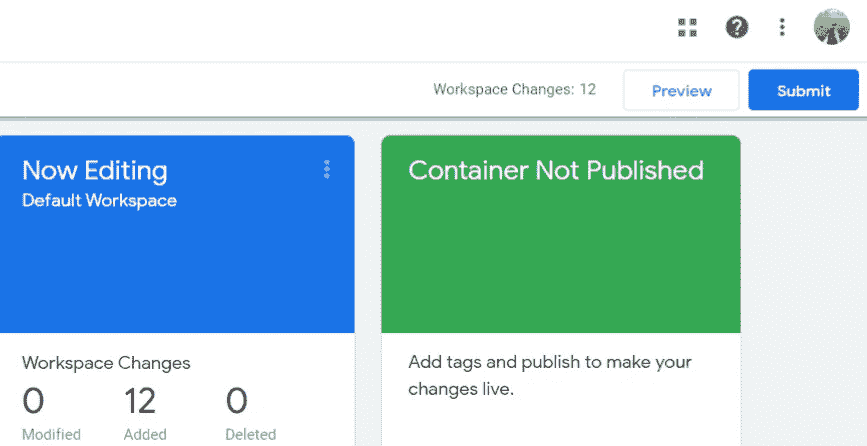 Workspace Changes: 12
Preview
Submit
Now Editing
Default Workspace
Container Not Published
Workspace Changes
0
12
0
Modified
Added
Deleted
Add tags and publish to make your
changes live.